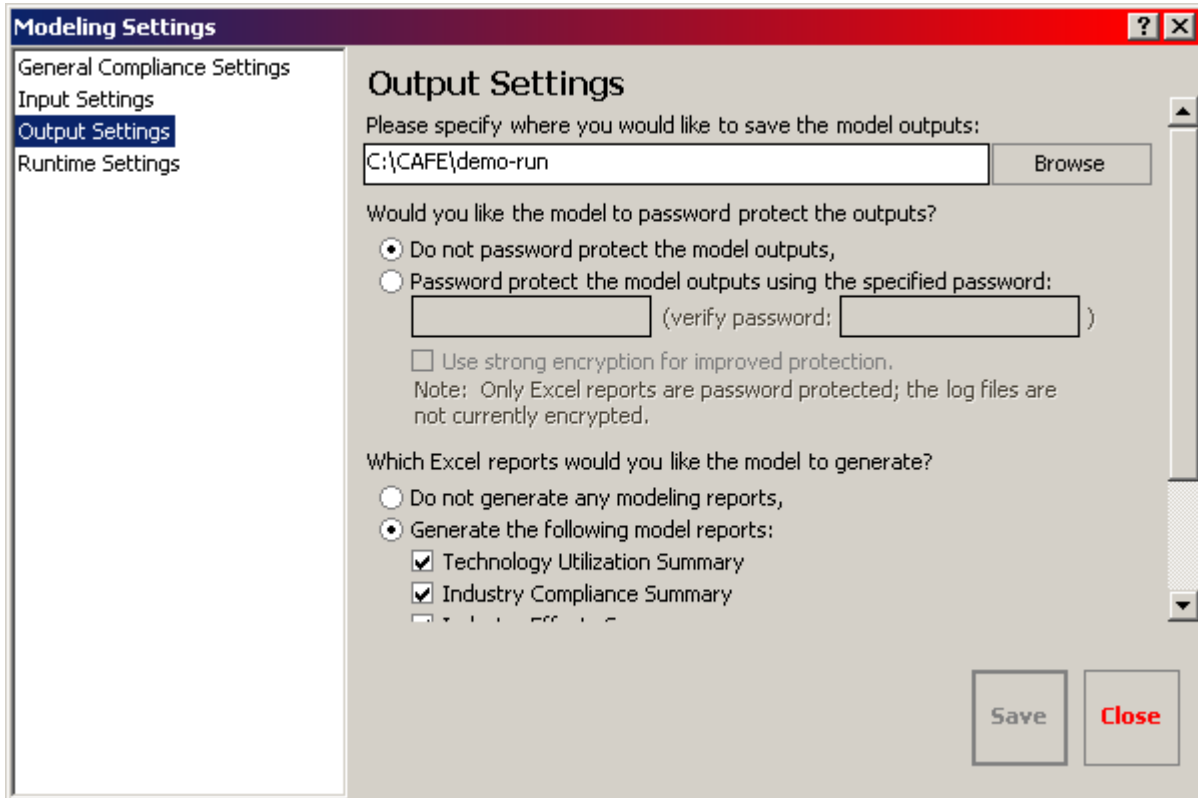 Modeling Settings
General Compliance Settings
Input Settings
Output Settings
Runtime Settings
Output Settings
Please specify where you would like to save the model outputs:
C:\CAFE\demo-run
Browse
Would you like the model to password protect the outputs?
Do not password protect the model outputs,
Password protect the model outputs using the specified password:
(verify password: )
Use strong encryption for improved protection.
Note: Only Excel reports are password protected; the log files are
not currently encrypted.
Which Excel reports would you like the model to generate?
Do not generate any modeling reports,
Generate the following model reports:
Technology Utilization Summary
Industry Compliance Summary
Save
Close